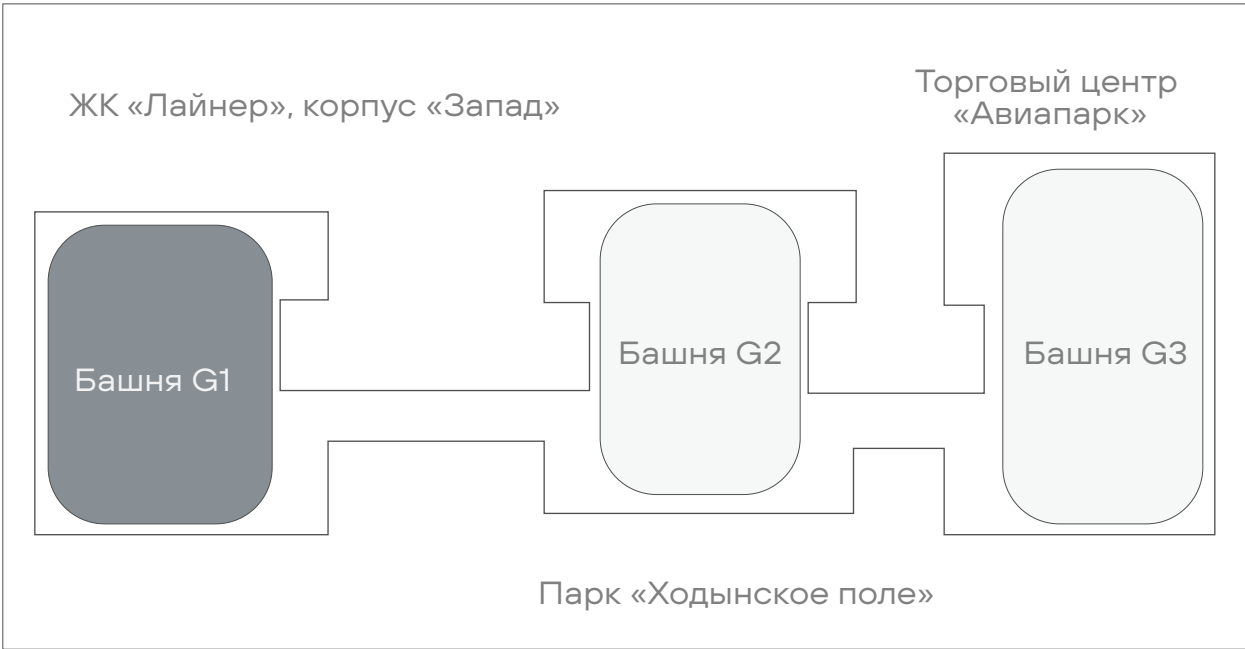 ЖК «Лайнер», корпус «Запад»
Торговый центр
«Авиапарк»
Башня G1
Башня G2
Башня G3
Парк «Ходынское поле»